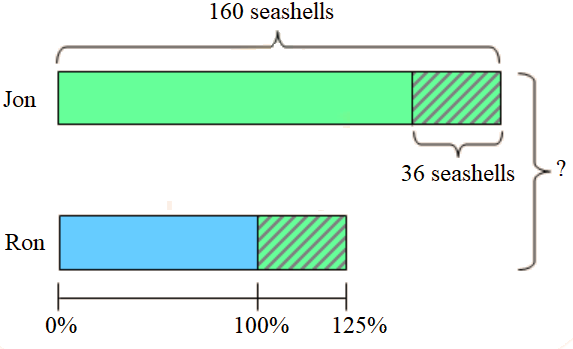 160 seashells
Jon
36 seashells
?
Ron
0%
100%
125%